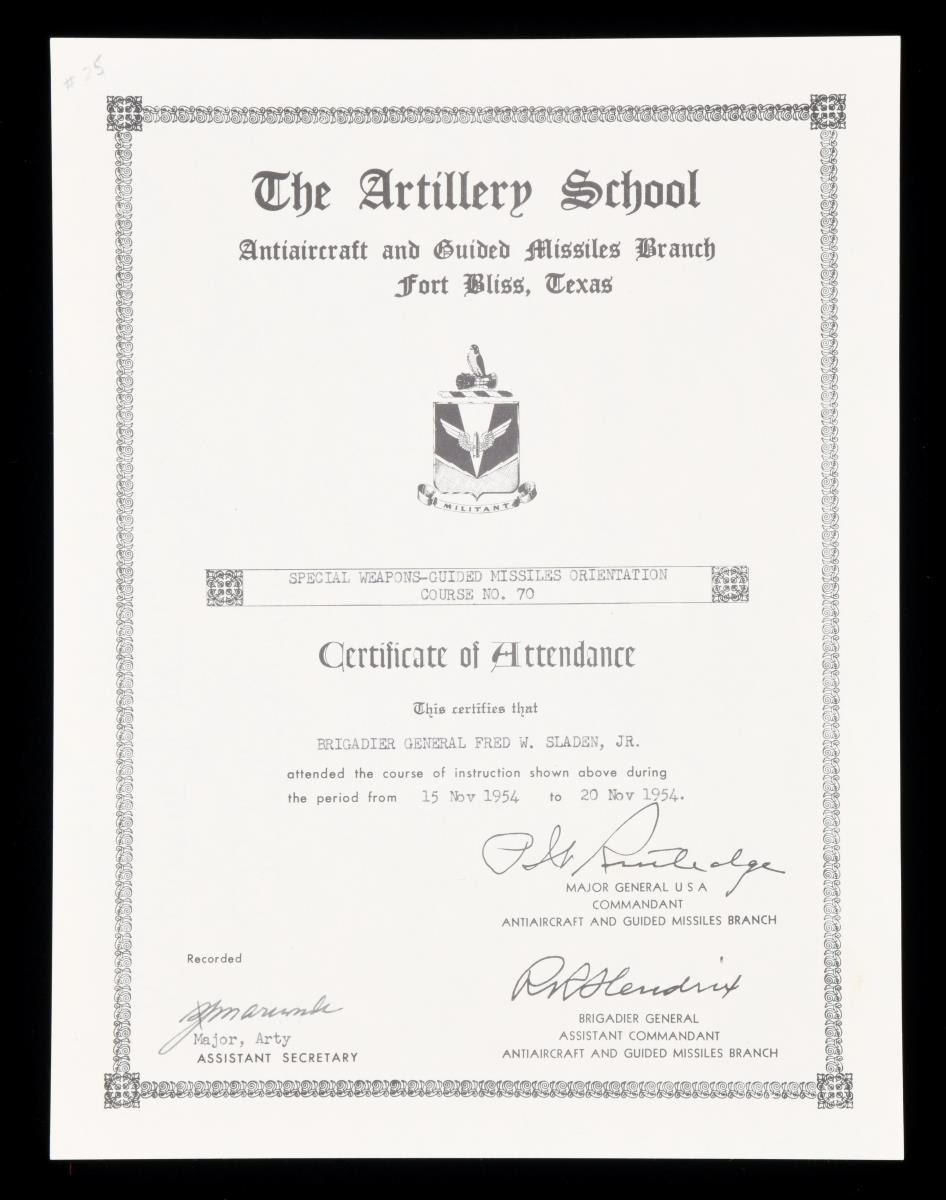 # 25
The Artillery School
Antiaircraft and Guided Missiles Branch
Fort Bliss, Texas
MILITANT
SPECIAL WEAPONS-GUIDED MISSILES ORIENTATION
COURSE NO. 70
Certificate of Attendance
This certifies that
BRIGADIER GENERAL FRED W. SLADEN, JR.
attended the course of instruction shown above during
the period from 15 Nov 1954 to 20 Nov 1954.
Rutledge
MAJOR GENERAL U S A
COMMANDANT
ANTIAIRCRAFT AND GUIDED MISSILES BRANCH
Recorded
Hendrix
BRIGADIER GENERAL
ASSISTANT COMMANDANT
ANTIAIRCRAFT AND GUIDED MISSILES BRANCH
Major, Arty
ASSISTANT SECRETARY